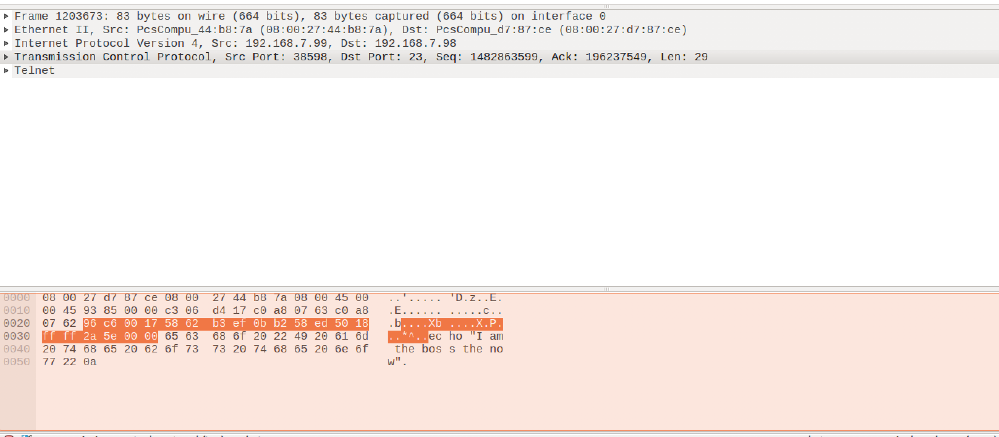 Frame 1203673: 83 bytes on wire (664 bits), 83 bytes captured (664 bits) on interface 0
Ethernet II, Src: PcsCompu_44:b8:7a (08:00:27:44:b8:7a), Dst: PcsCompu_d7:87:ce (08:00:27:d7:87:ce)
Internet Protocol Version 4, Src: 192.168.7.99, Dst: 192.168.7.98
Transmission Control Protocol, Src Port: 38598, Dst Port: 23, Seq: 1482863599, Ack: 196237549, Len: 29
Telnet
0000 08 00 27 d7 87 ce 08 00 27 44 b8 7a 08 00 45 00 ..'..... 'D.z..E.
0010 00 45 93 85 00 00 c3 06 d4 17 c0 a8 07 63 c0 a8 .E...... .....c..
0020 07 62 96 c6 00 17 58 62 b3 ef 0b b2 58 ed 50 18 .b....Xb ....X.P.
0030 ff ff 2a 5e 00 00 65 63 68 6f 20 22 49 20 61 6d ..*^..ec ho "I am
0040 20 74 68 65 20 62 6f 73 73 20 74 68 65 20 6e 6f the bos s the no
0050 77 22 0a w".